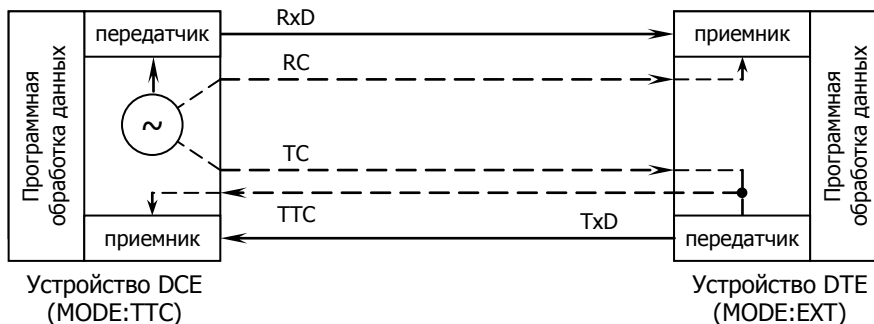 RxD
передатчик
приемник
RC
Программная
обработка данных
~
TC
TTC
TxD
приемник
передатчик
Программная
обработка данных
Устройство DCE
(MODE:TTC)
Устройство DTE
(MODE:EXT)